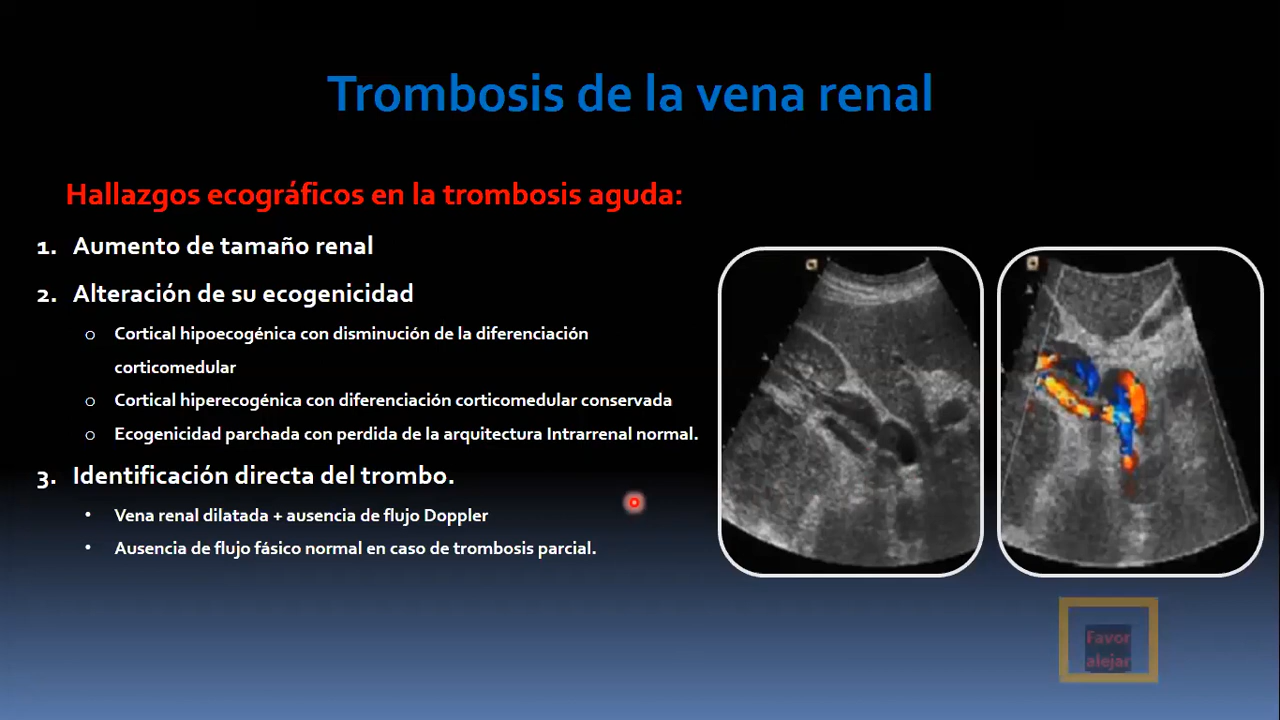 Trombosis de la vena renal
Hallazgos ecográficos en la trombosis aguda:
1. Aumento de tamaño renal
2. Alteración de su ecogenicidad
o Cortical hipoecogénica con disminución de la diferenciación
corticomedular
o Cortical hiperecogénica con diferenciación corticomedular conservada
o Ecogenicidad parchada con perdida de la arquitectura Intrarrenal normal.
3. Identificación directa del trombo.
• Vena renal dilatada + ausencia de flujo Doppler
• Ausencia de flujo fásico normal en caso de trombosis parcial.
Favor
alejar